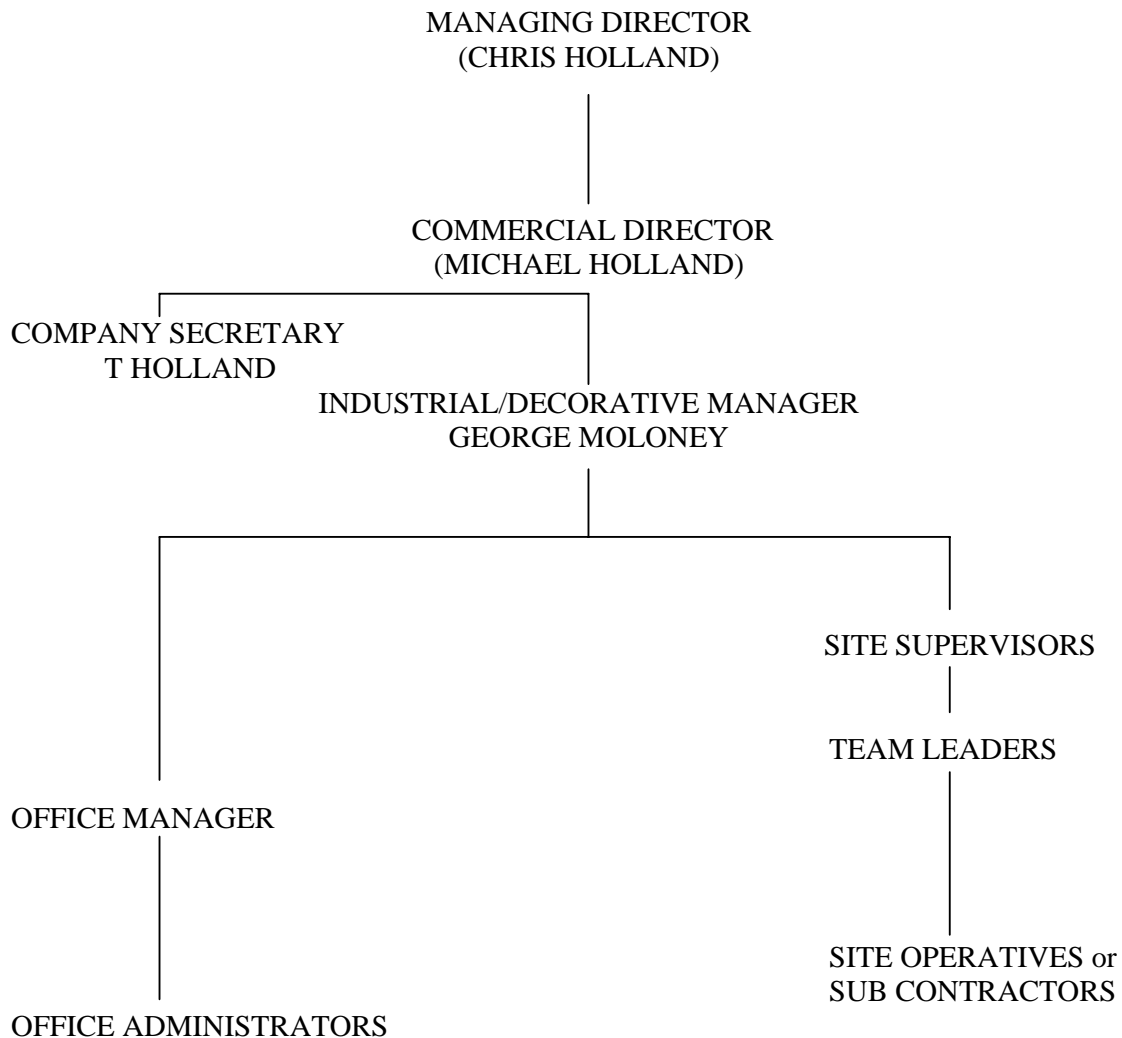 MANAGING DIRECTOR
(CHRIS HOLLAND)
COMMERCIAL DIRECTOR
(MICHAEL HOLLAND)
COMPANY SECRETARY
T HOLLAND
INDUSTRIAL/DECORATIVE MANAGER
GEORGE MOLONEY
SITE SUPERVISORS
TEAM LEADERS
OFFICE MANAGER
SITE OPERATIVES or
SUB CONTRACTORS
OFFICE ADMINISTRATORS